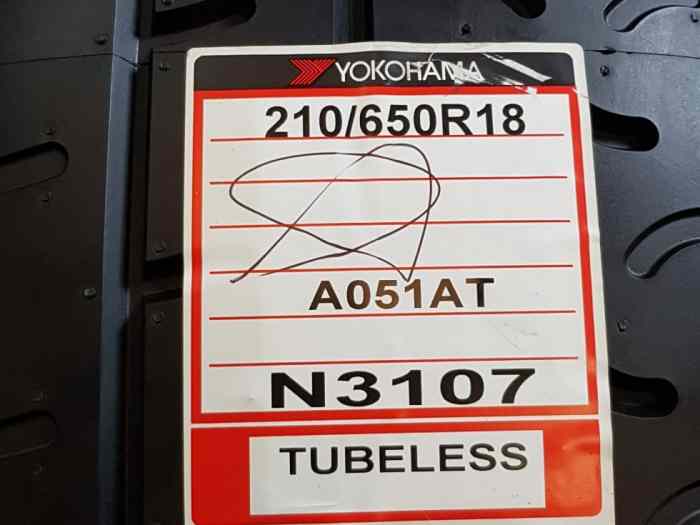 YOKOHAMA
210/650R18
A051AT
N3107
TUBELESS